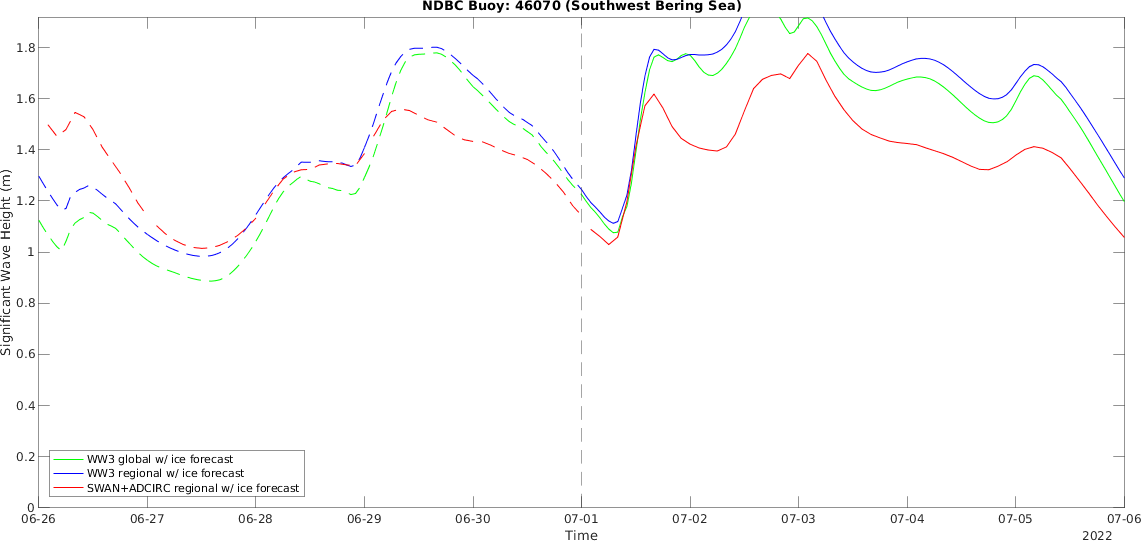 NDBC Buoy: 46070 (Southwest Bering Sea)
Significant Wave Height (m)
1.8
1.6
1.4
1.2
1
0.8
0.6
0.4
0.2
0
WW3 global w/ ice forecast
WW3 regional w/ ice forecast
SWAN+ADCIRC regional w/ ice forecast
06-26 06-27 06-28 06-29 06-30 07-01 07-02 07-03 07-04 07-05 07-06
Time
2022